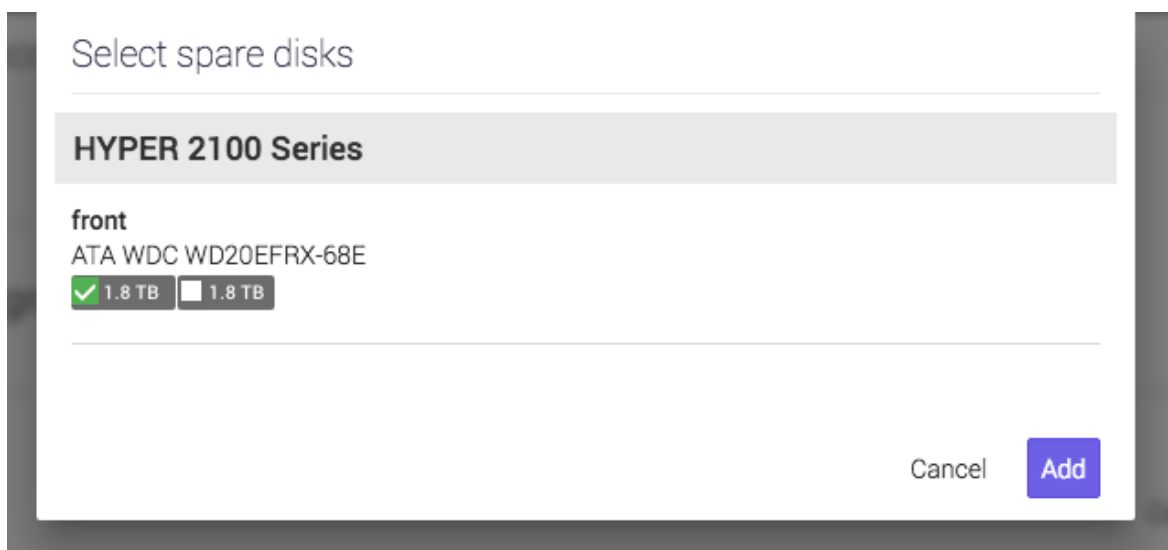 Select spare disks
HYPER 2100 Series
front
ATA WDC WD20EFRX-68E
1.8 TB 1.8 TB
Cancel Add